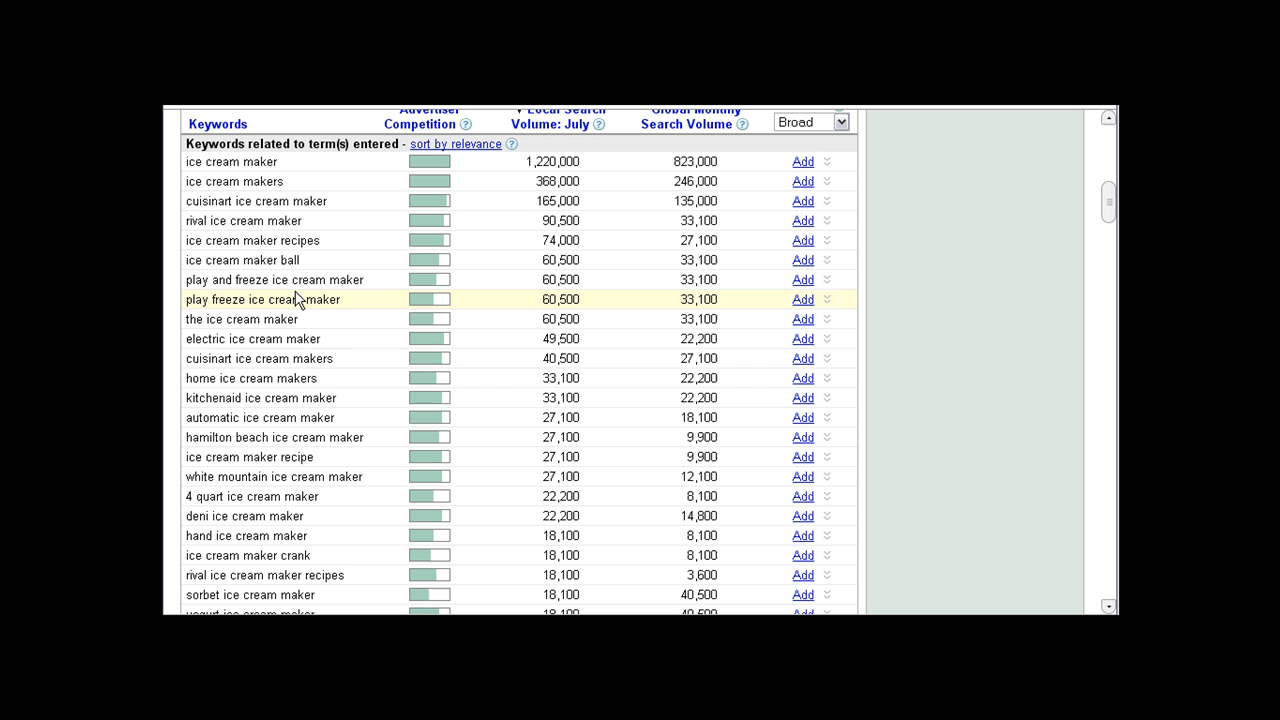 Advertiser Local Search Global Monthly
Keywords Competition Volume: July Search Volume Broad
Keywords related to term(s) entered - sort by relevance
ice cream maker 1,220,000 823,000 Add
ice cream makers 368,000 246,000 Add
cuisinart ice cream maker 165,000 135,000 Add
rival ice cream maker 90,500 33,100 Add
ice cream maker recipes 74,000 27,100 Add
ice cream maker ball 60,500 33,100 Add
play and freeze ice cream maker 60,500 33,100 Add
play freeze ice cream maker 60,500 33,100 Add
the ice cream maker 60,500 33,100 Add
electric ice cream maker 49,500 22,200 Add
cuisinart ice cream makers 40,500 27,100 Add
home ice cream makers 33,100 22,200 Add
kitchenaid ice cream maker 33,100 22,200 Add
automatic ice cream maker 27,100 18,100 Add
hamilton beach ice cream maker 27,100 9,900 Add
ice cream maker recipe 27,100 9,900 Add
white mountain ice cream maker 27,100 12,100 Add
4 quart ice cream maker 22,200 8,100 Add
deni ice cream maker 22,200 14,800 Add
hand ice cream maker 18,100 8,100 Add
ice cream maker crank 18,100 8,100 Add
rival ice cream maker recipes 18,100 3,600 Add
sorbet ice cream maker 18,100 40,500 Add
yogurt ice cream maker 18,100 40,500 Add